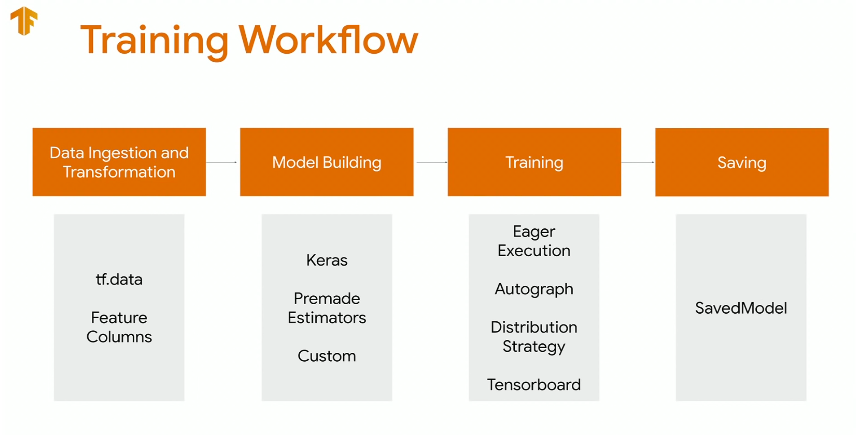 Training Workflow
Data Ingestion and
Transformation
Model Building
Training
Saving
tf.data
Feature
Columns
Keras
Premade
Estimators
Custom
Eager
Execution
Autograph
Distribution
Strategy
Tensorboard
SavedModel